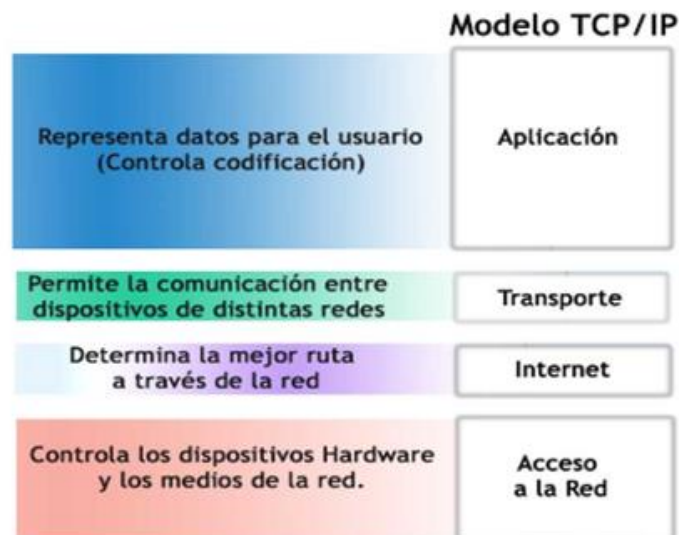 Modelo TCP/IP
Representa datos para el usuario
(Controla codificación)
Aplicación
Permite la comunicación entre
dispositivos de distintas redes
Transporte
Determina la mejor ruta
a través de la red
Internet
Controla los dispositivos Hardware
y los medios de la red.
Acceso
a la Red